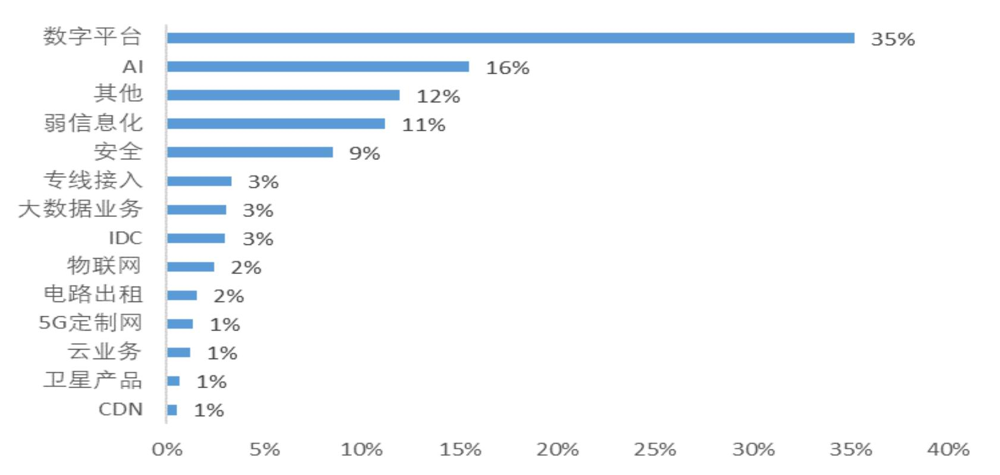 数字平台 35%
AI 16%
其他 12%
弱信息化 11%
安全 9%
专线接入 3%
大数据业务 3%
IDC 3%
物联网 2%
电路出租 2%
5G定制网 1%
云业务 1%
卫星产品 1%
CDN 1%
0% 5% 10% 15% 20% 25% 30% 35% 40%